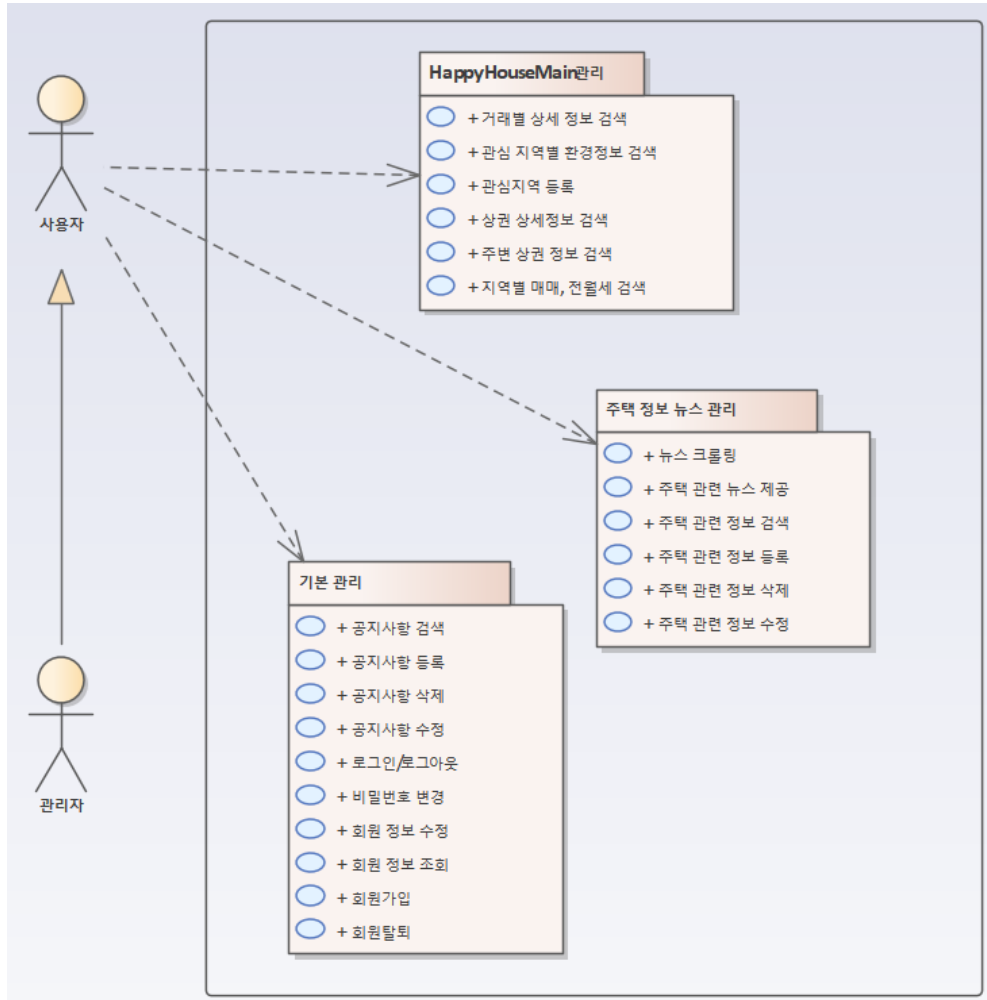 HappyHouseMain관리
+ 거래별 상세 정보 검색
+ 관심 지역별 환경정보 검색
+ 관심지역 등록
+ 상권 상세정보 검색
+ 주변 상권 정보 검색
+ 지역별 매매, 전월세 검색
사용자
주택 정보 뉴스 관리
+ 뉴스 크롤링
+ 주택 관련 뉴스 제공
+ 주택 관련 정보 검색
+ 주택 관련 정보 등록
+ 주택 관련 정보 삭제
+ 주택 관련 정보 수정
기본 관리
+ 공지사항 검색
+ 공지사항 등록
+ 공지사항 삭제
+ 공지사항 수정
+ 로그인/로그아웃
+ 비밀번호 변경
+ 회원 정보 수정
+ 회원 정보 조회
+ 회원가입
+ 회원탈퇴
관리자